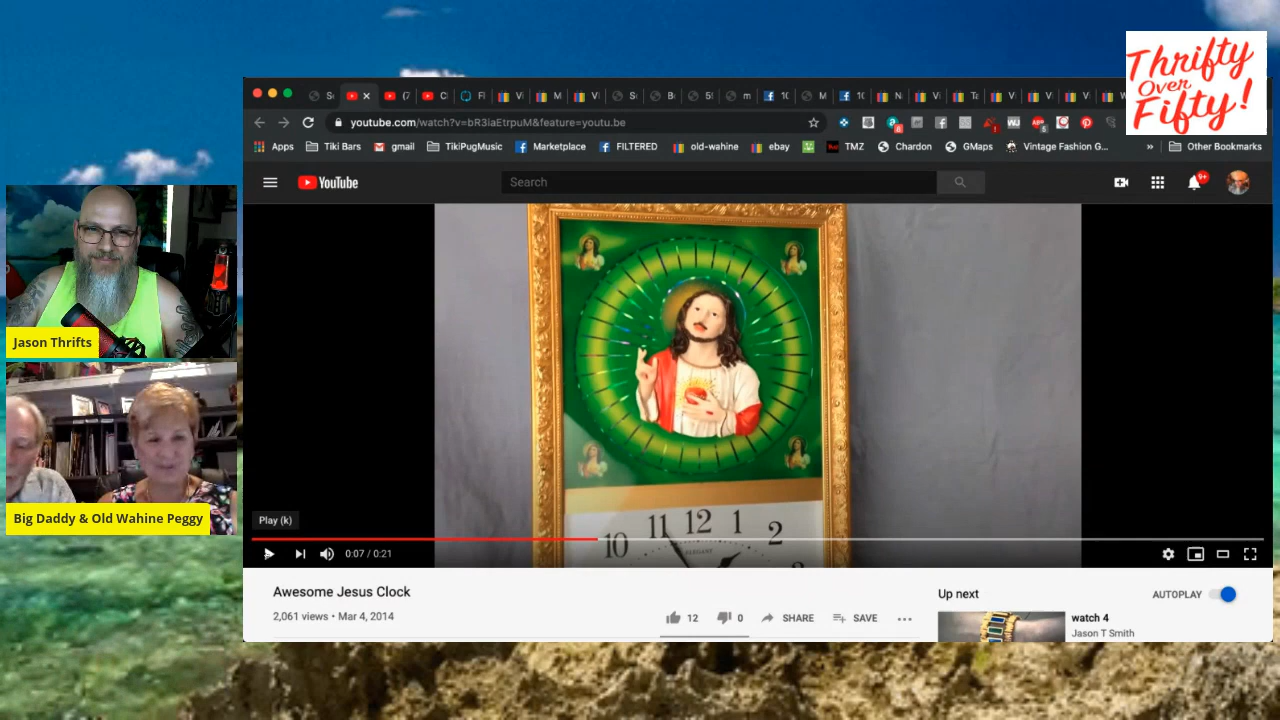 Thrifty
Over
Fifty!
youtube.com/watch?v=bR3iaEtrpuM&feature=youtu.be
Apps Tiki Bars gmail TikiPugMusic Marketplace FILTERED old-wahine ebay TMZ Chardon GMaps Vintage Fashion G... » Other Bookmarks
YouTube
Search
9+
Jason Thrifts
Big Daddy & Old Wahine Peggy
10 11 12 1 2
ELEGANT
Play (k)
0:07 / 0:21
Awesome Jesus Clock
2,061 views • Mar 4, 2014
12 0 SHARE SAVE
Up next
AUTOPLAY
watch 4
Jason T Smith